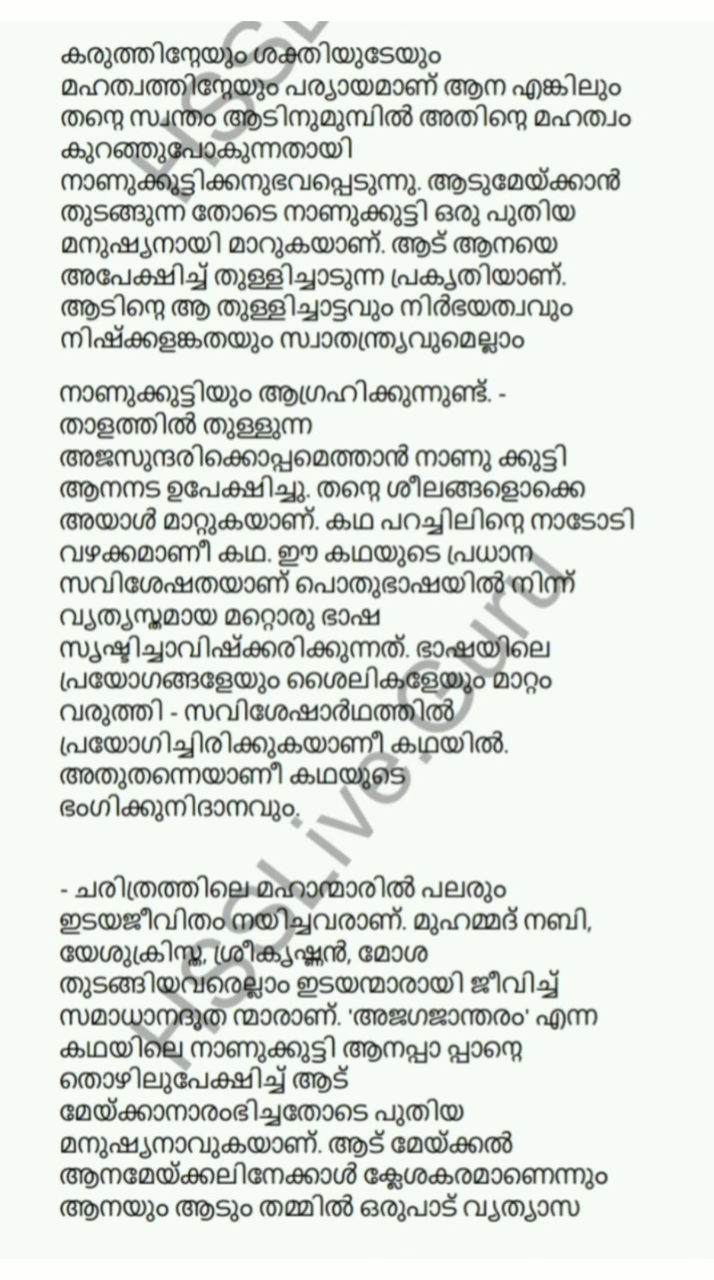 കരുത്തിന്റേയും ശക്തിയുടേയും
മഹത്വത്തിന്റേയും പര്യായമാണ് ആന എങ്കിലും
തന്റെ സ്വന്തം ആടിനുമുമ്പിൽ അതിന്റെ മഹത്വം
കുറഞ്ഞുപോകുന്നതായി
നാണുക്കുട്ടിക്കനുഭവപ്പെടുന്നു. ആടുമേയ്ക്കാൻ
തുടങ്ങുന്ന തോടെ നാണുക്കുട്ടി ഒരു പുതിയ
മനുഷ്യനായി മാറുകയാണ്. ആട് ആനയെ
അപേക്ഷിച്ച് തുള്ളിച്ചാടുന്ന പ്രകൃതിയാണ്.
ആടിന്റെ ആ തുള്ളിച്ചാട്ടവും നിർഭയത്വവും
നിഷ്ക്കളങ്കതയും സ്വാതന്ത്ര്യവുമെല്ലാം
നാണുക്കുട്ടിയും ആഗ്രഹിക്കുന്നുണ്ട്. -
താളത്തിൽ തുള്ളുന്ന
അജസുന്ദരിക്കൊപ്പമെത്താൻ നാണു ക്കുട്ടി
ആനനട ഉപേക്ഷിച്ചു. തന്റെ ശീലങ്ങളൊക്കെ
അയാൾ മാറ്റുകയാണ്. കഥ പറച്ചിലിന്റെ നാടോടി
വഴക്കമാണീ കഥ. ഈ കഥയുടെ പ്രധാന
സവിശേഷതയാണ് പൊതുഭാഷയിൽ നിന്ന്
വ്യത്യസ്തമായ മറ്റൊരു ഭാഷ
സൃഷ്ടിച്ചാവിഷ്ക്കരിക്കുന്നത്. ഭാഷയിലെ
പ്രയോഗങ്ങളേയും ശൈലികളേയും മാറ്റം
വരുത്തി - സവിശേഷാർഥത്തിൽ
പ്രയോഗിച്ചിരിക്കുകയാണീ കഥയിൽ.
അതുതന്നെയാണീ കഥയുടെ
ഭംഗിക്കുനിദാനവും.
- ചരിത്രത്തിലെ മഹാന്മാരിൽ പലരും
ഇടയജീവിതം നയിച്ചവരാണ്. മുഹമ്മദ് നബി,
യേശുക്രിസ്തു, ശ്രീകൃഷ്ണൻ, മോശ
തുടങ്ങിയവരെല്ലാം ഇടയന്മാരായി ജീവിച്ച്
സമാധാനദൂത ന്മാരാണ്. 'അജഗജാന്തരം' എന്ന
കഥയിലെ നാണുക്കുട്ടി ആനപ്പാ പ്പാന്റെ
തൊഴിലുപേക്ഷിച്ച് ആട്
മേയ്ക്കാനാരംഭിച്ചതോടെ പുതിയ
മനുഷ്യനാവുകയാണ്. ആട് മേയ്ക്കൽ
ആനമേയ്ക്കലിനേക്കാൾ ക്ലേശകരമാണെന്നും
ആനയും ആടും തമ്മിൽ ഒരുപാട് വ്യത്യാസ
HSSLive.Guru